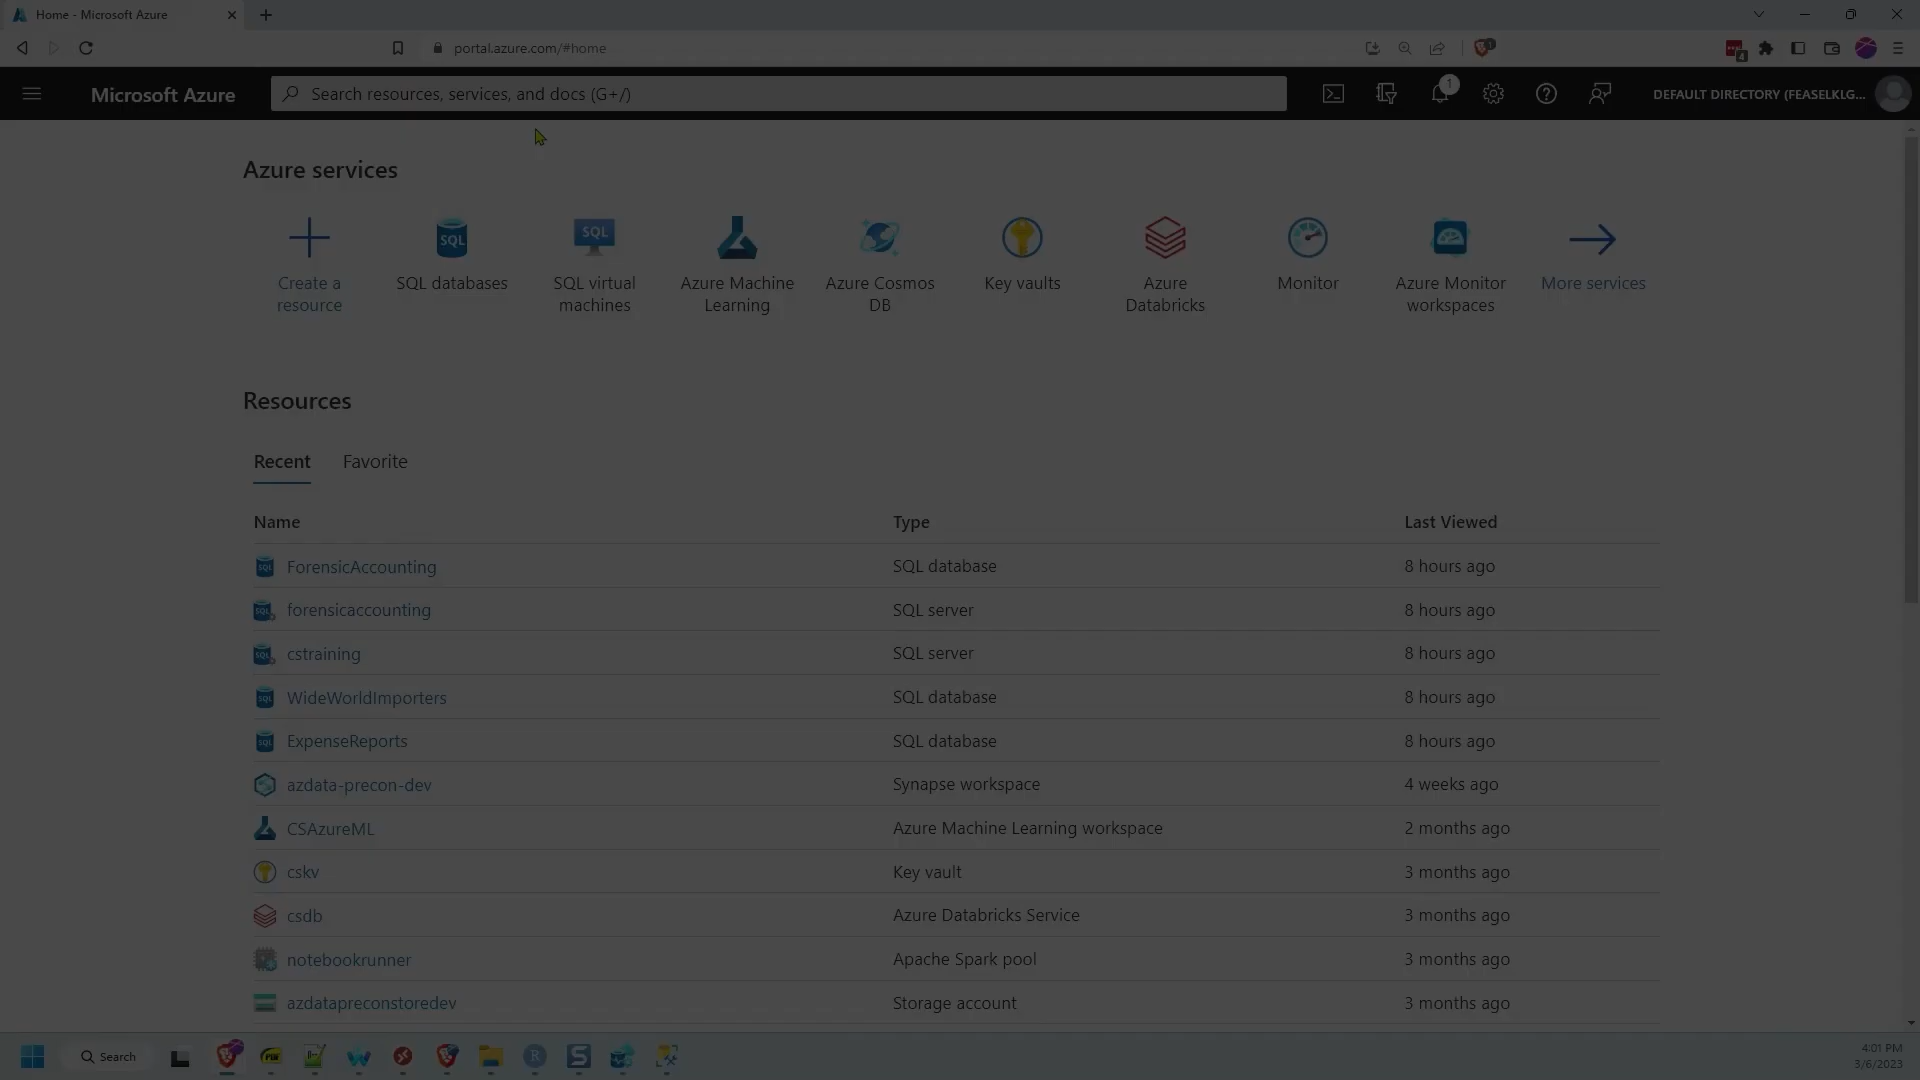 Home - Microsoft Azure
portal.azure.com/#home
Microsoft Azure
Search resources, services, and docs (G+/)
1
DEFAULT DIRECTORY (FEASELKLG...
Azure services
Create a resource
SQL databases
SQL virtual machines
Azure Machine Learning
Azure Cosmos DB
Key vaults
Azure Databricks
Monitor
Azure Monitor workspaces
More services
Resources
Recent Favorite
Name Type Last Viewed
ForensicAccounting SQL database 8 hours ago
forensicaccounting SQL server 8 hours ago
cstraining SQL server 8 hours ago
WideWorldImporters SQL database 8 hours ago
ExpenseReports SQL database 8 hours ago
azdata-precon-dev Synapse workspace 4 weeks ago
CSAzureML Azure Machine Learning workspace 2 months ago
cskv Key vault 3 months ago
csdb Azure Databricks Service 3 months ago
notebookrunner Apache Spark pool 3 months ago
azdatapreconstoredev Storage account 3 months ago
Search
4:01 PM
3/6/2023